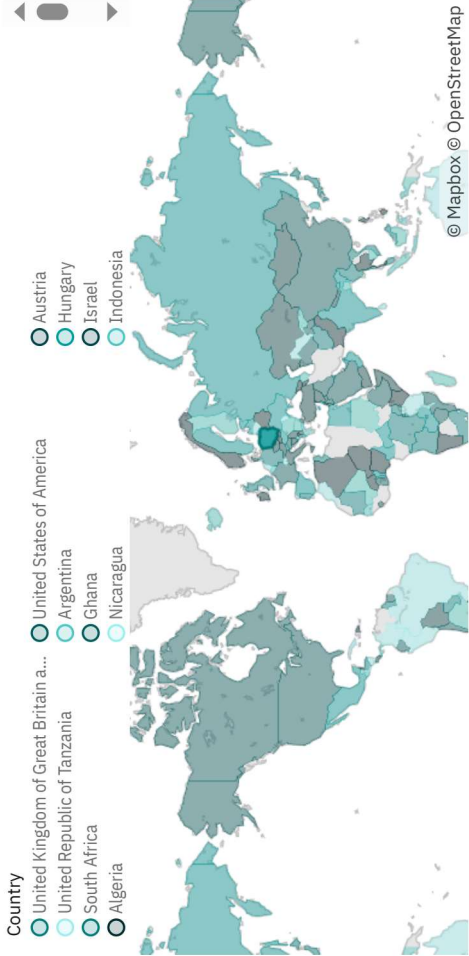 Country
United Kingdom of Great Britain a... United States of America Austria
United Republic of Tanzania Argentina Hungary
South Africa Ghana Israel
Algeria Nicaragua Indonesia
© Mapbox © OpenStreetMap